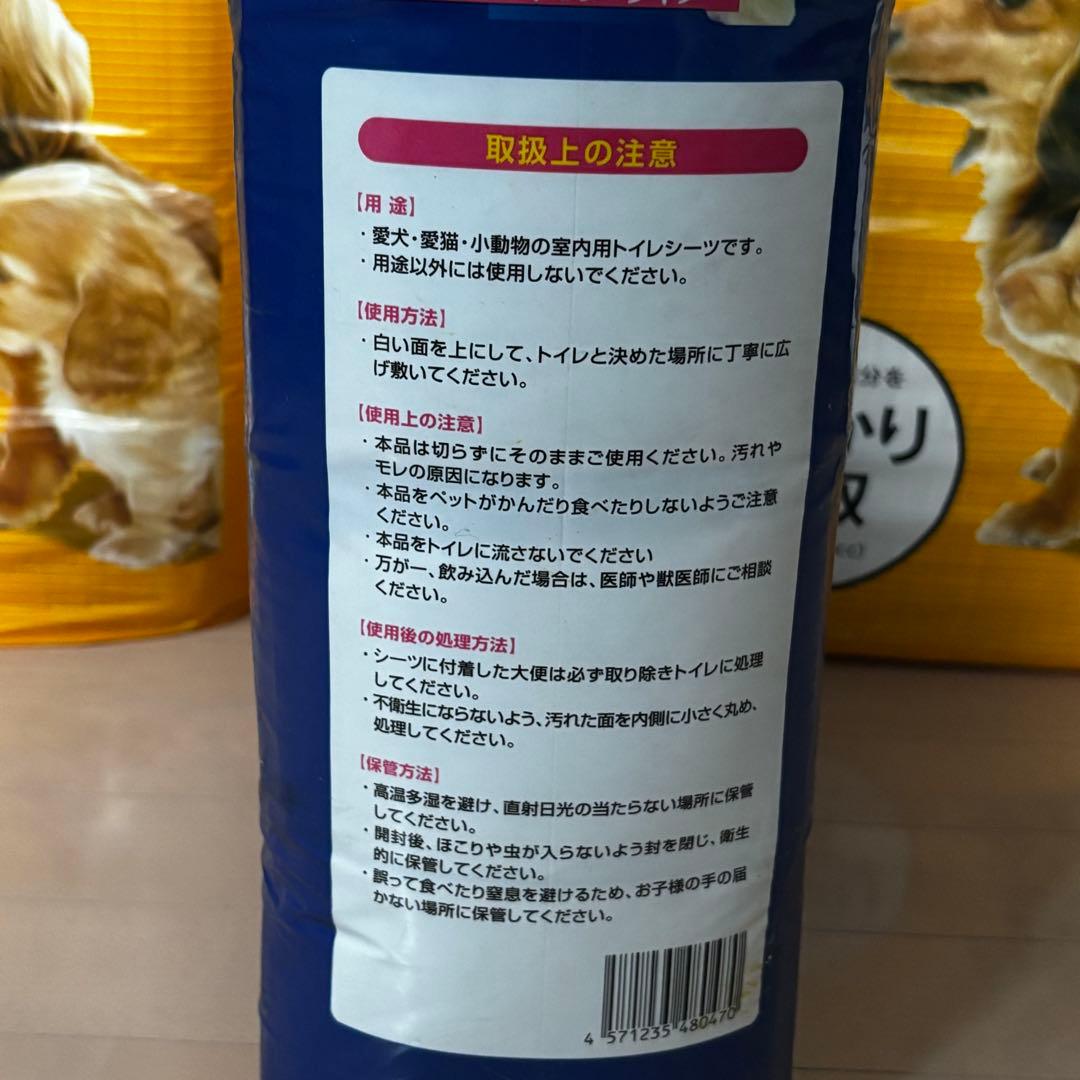 取扱上の注意
【用 途】
・愛犬・愛猫・小動物の室内用トイレシーツです。
・用途以外には使用しないでください。
【使用方法】
・白い面を上にして、トイレと決めた場所に丁寧に広
げ敷いてください。
【使用上の注意】
・本品は切らずにそのままご使用ください。汚れや
モレの原因になります。
・本品をペットがかんだり食べたりしないようご注意
ください。
・本品をトイレに流さないでください
・万が一、飲み込んだ場合は、医師や獣医師にご相談
ください。
【使用後の処理方法】
・シーツに付着した大便は必ず取り除きトイレに処理
してください。
・不衛生にならないよう、汚れた面を内側に小さく丸め、
処理してください。
【保管方法】
・高温多湿を避け、直射日光の当たらない場所に保管
してください。
・開封後、ほこりや虫が入らないよう封を閉じ、衛生
的に保管してください。
・誤って食べたり窒息を避けるため、お子様の手の届
かない場所に保管してください。
4 571235 480470
分を
かり
収